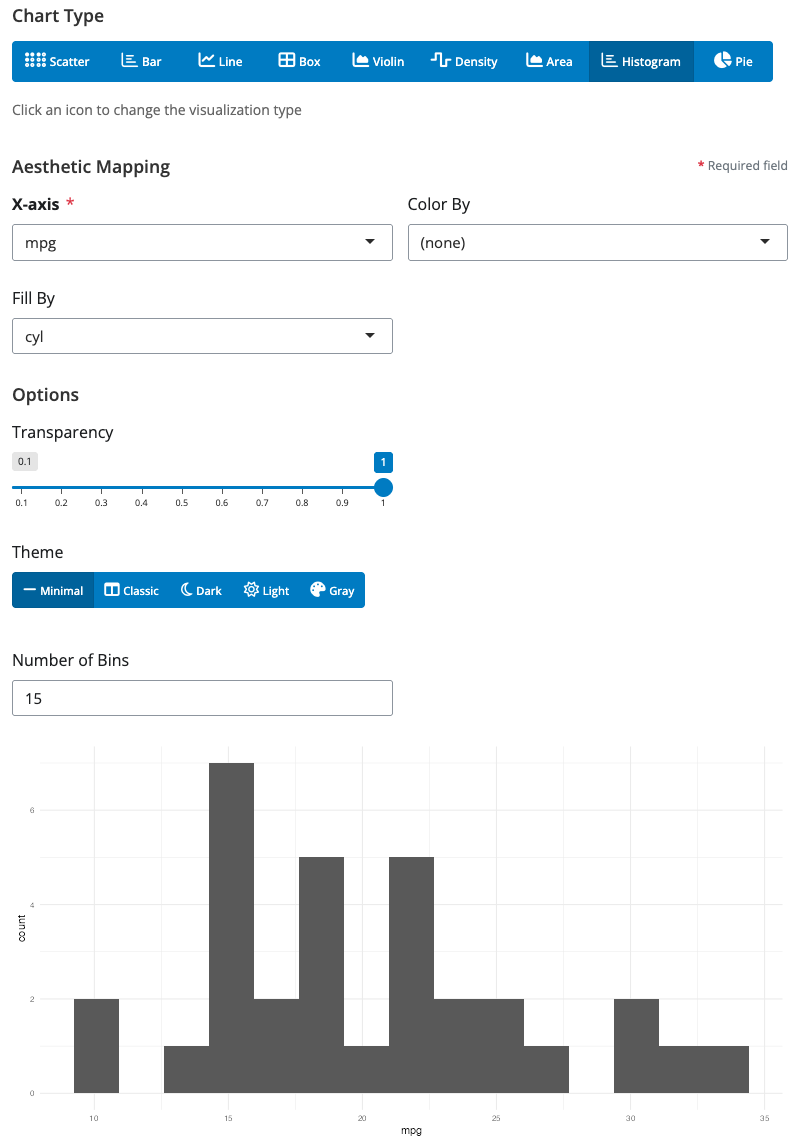 Chart Type
Scatter Bar Line Box Violin Density Area Histogram Pie
Click an icon to change the visualization type
Aesthetic Mapping * Required field
X-axis * Color By
mpg (none)
Fill By
cyl
Options
Transparency
0.1 1
0.1 0.2 0.3 0.4 0.5 0.6 0.7 0.8 0.9 1
Theme
Minimal Classic Dark Light Gray
Number of Bins
15
6
4
count
2
0
10 15 20 25 30 35
mpg